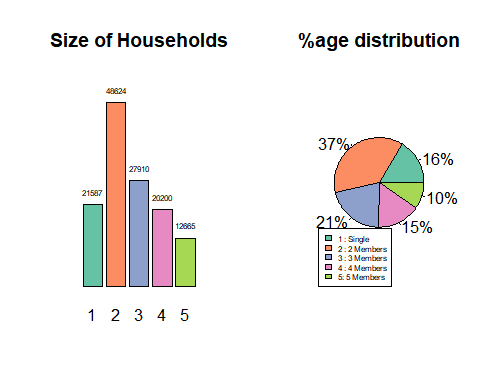 Size of Households
%age distribution
48624
27910
21587
20200
12665
1 2 3 4 5
37%
16%
10%
21%
15%
1 : Single
2 : 2 Members
3 : 3 Members
4 : 4 Members
5: 5 Members